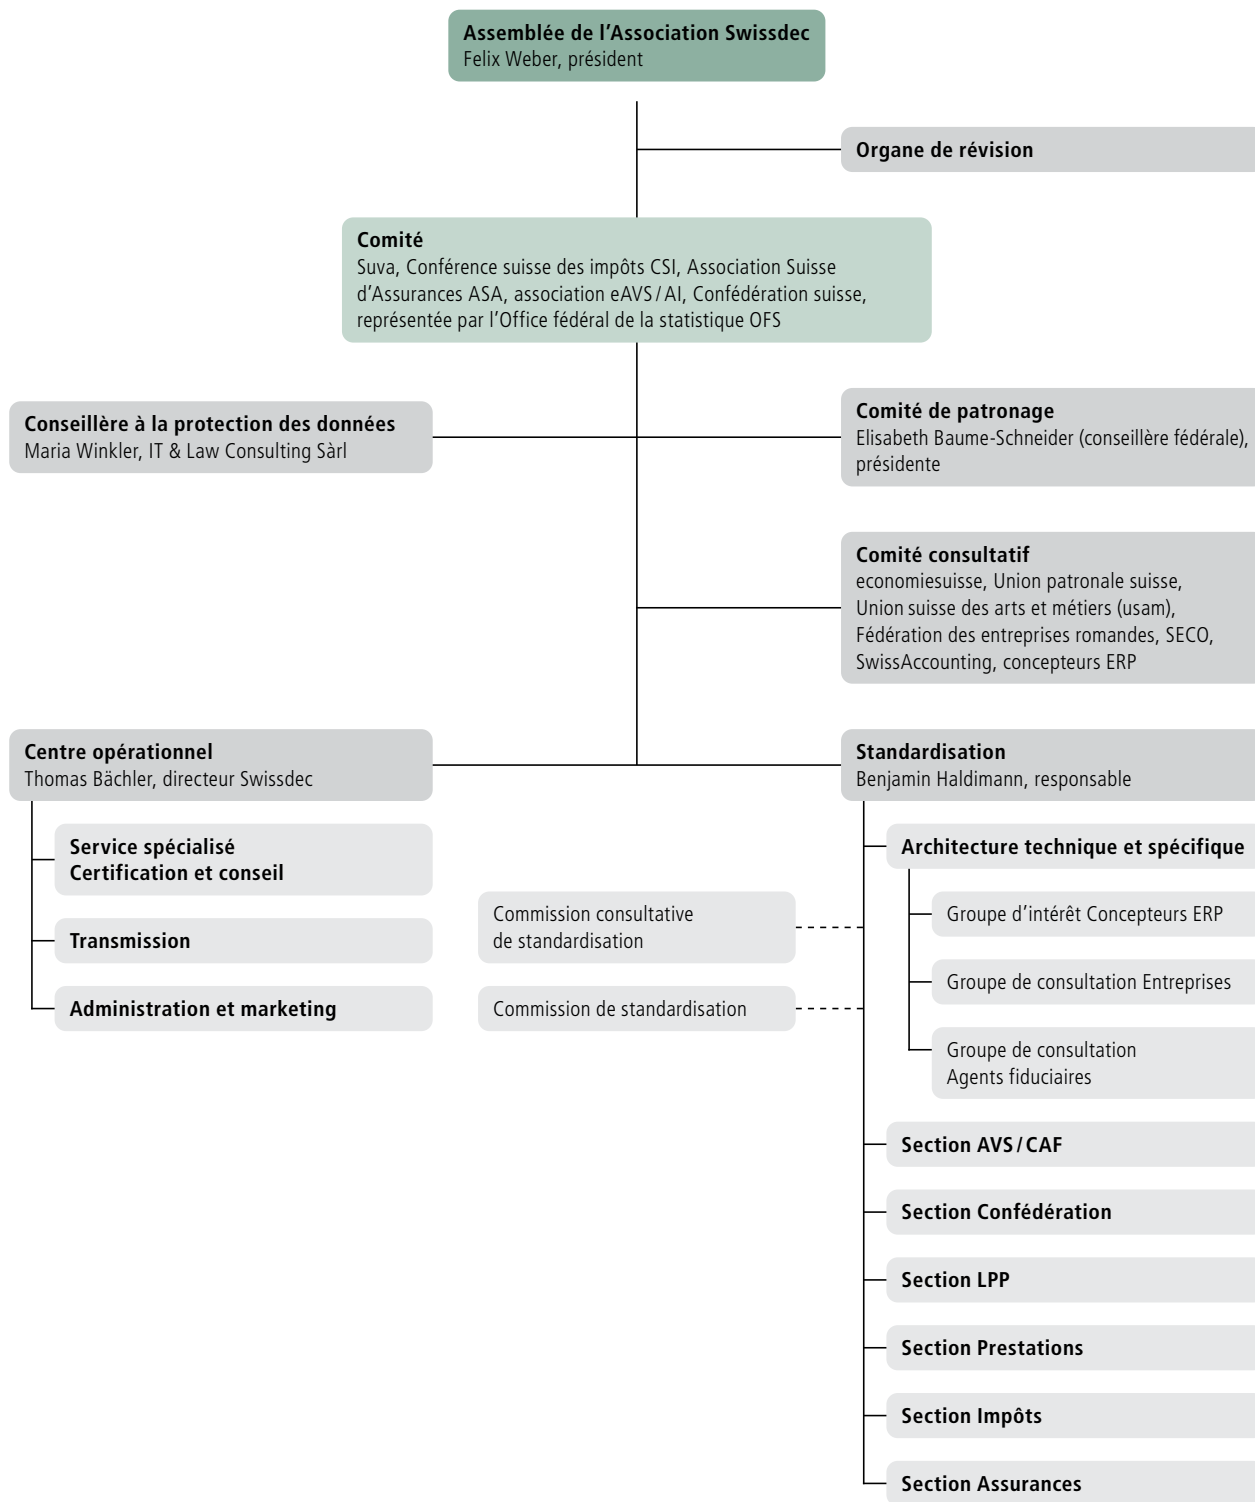 Assemblée de l’Association Swissdec
Felix Weber, président
Organe de révision
Comité
Suva, Conférence suisse des impôts CSI, Association Suisse
d’Assurances ASA, association eAVS/AI, Confédération suisse,
représentée par l’Office fédéral de la statistique OFS
Conseillère à la protection des données
Maria Winkler, IT & Law Consulting Sàrl
Comité de patronage
Elisabeth Baume-Schneider (conseillère fédérale),
présidente
Comité consultatif
economiesuisse, Union patronale suisse,
Union suisse des arts et métiers (usam),
Fédération des entreprises romandes, SECO,
SwissAccounting, concepteurs ERP
Centre opérationnel
Thomas Bächler, directeur Swissdec
Service spécialisé
Certification et conseil
Transmission
Administration et marketing
Commission consultative
de standardisation
Commission de standardisation
Standardisation
Benjamin Haldimann, responsable
Architecture technique et spécifique
Groupe d’intérêt Concepteurs ERP
Groupe de consultation Entreprises
Groupe de consultation
Agents fiduciaires
Section AVS/CAF
Section Confédération
Section LPP
Section Prestations
Section Impôts
Section Assurances